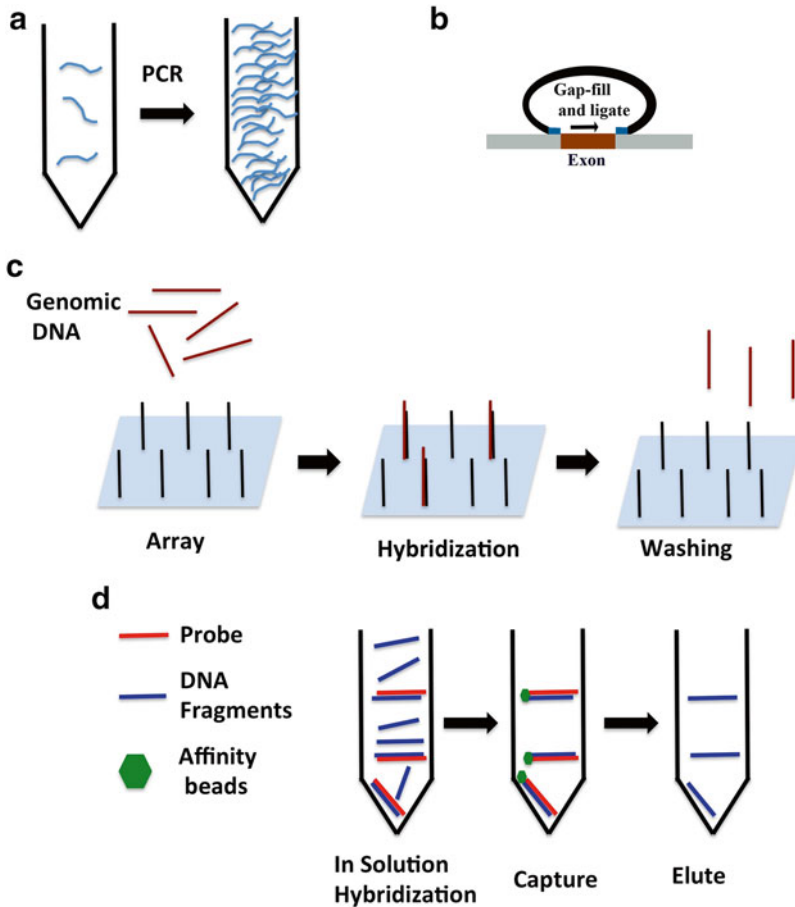 a
PCR
b
Gap-fill
and ligate
Exon
c
Genomic
DNA
Array
Hybridization
Washing
d
Probe
DNA
Fragments
Affinity
beads
In Solution
Hybridization
Capture
Elute